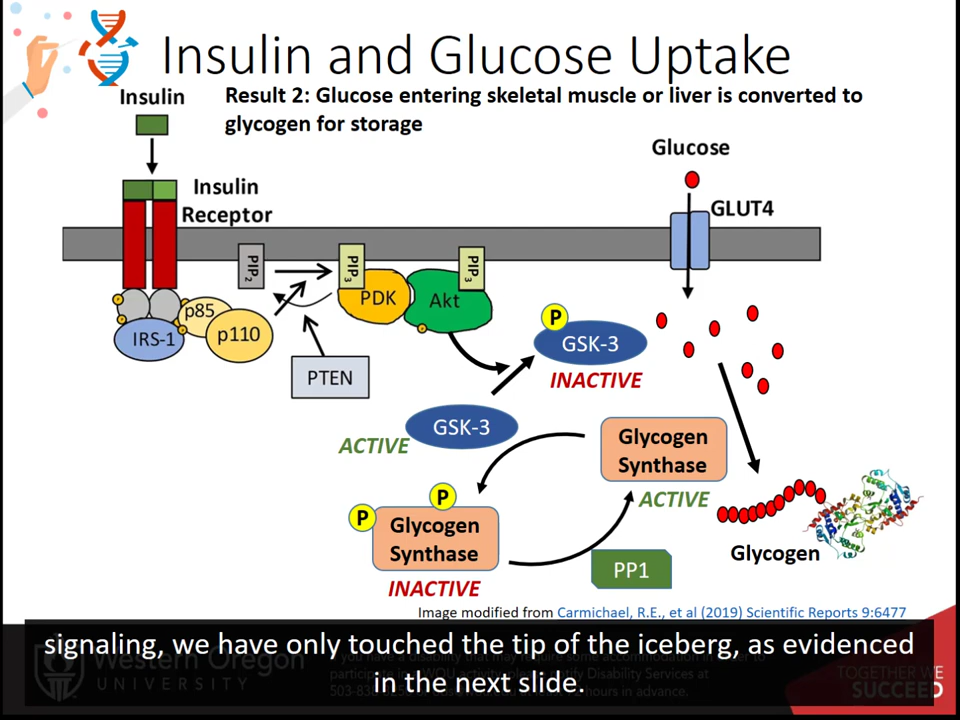 Insulin and Glucose Uptake
Result 2: Glucose entering skeletal muscle or liver is converted to
glycogen for storage
Insulin
Insulin
Receptor
Glucose
GLUT4
PIP2
PIP3
PIP3
PDK
Akt
p85
p110
IRS-1
PTEN
P
GSK-3
INACTIVE
GSK-3
ACTIVE
Glycogen
Synthase
ACTIVE
P
P
Glycogen
Synthase
INACTIVE
PP1
Glycogen
Image modified from Carmichael, R.E., et al (2019) Scientific Reports 9:6477
signaling, we have only touched the tip of the iceberg, as evidenced
in the next slide.
Western Oregon
UNIVERSITY
TOGETHER WE
SUCCEED